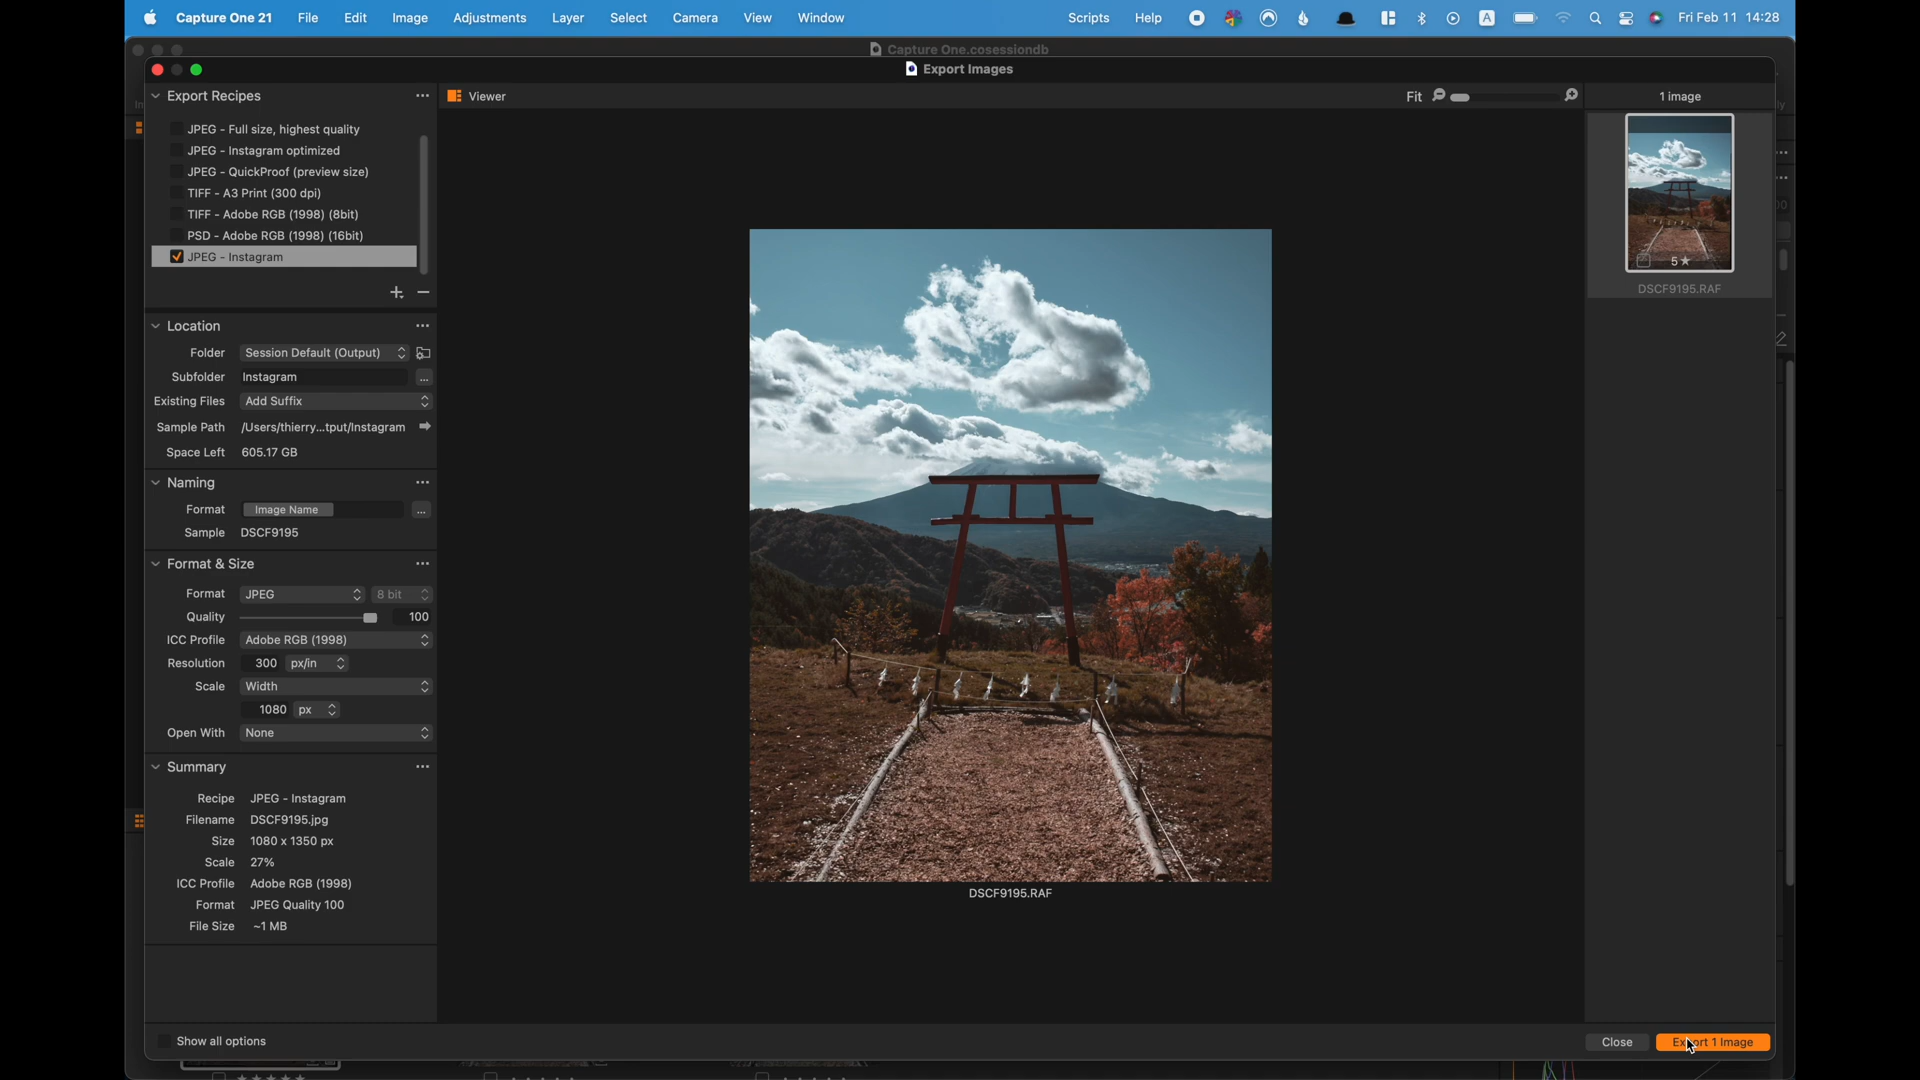 Capture One 21 File Edit Image Adjustments Layer Select Camera View Window Scripts Help A Fri Feb 11 14:28
Capture One.cosessiondb
Export Images
Export Recipes
Viewer
Fit
1 image
JPEG - Full size, highest quality
JPEG - Instagram optimized
JPEG - QuickProof (preview size)
TIFF - A3 Print (300 dpi)
TIFF - Adobe RGB (1998) (8bit)
PSD - Adobe RGB (1998) (16bit)
JPEG - Instagram
5★
DSCF9195.RAF
Location
Folder Session Default (Output)
Subfolder Instagram ...
Existing Files Add Suffix
Sample Path /Users/thierry...tput/Instagram
Space Left 605.17 GB
Naming
Format Image Name ...
Sample DSCF9195
Format & Size
Format JPEG 8 bit
Quality 100
ICC Profile Adobe RGB (1998)
Resolution 300 px/in
Scale Width
1080 px
Open With None
Summary
Recipe JPEG - Instagram
Filename DSCF9195.jpg
Size 1080 x 1350 px
Scale 27%
ICC Profile Adobe RGB (1998)
Format JPEG Quality 100
File Size ~1 MB
DSCF9195.RAF
Show all options
Close
Export 1 Image